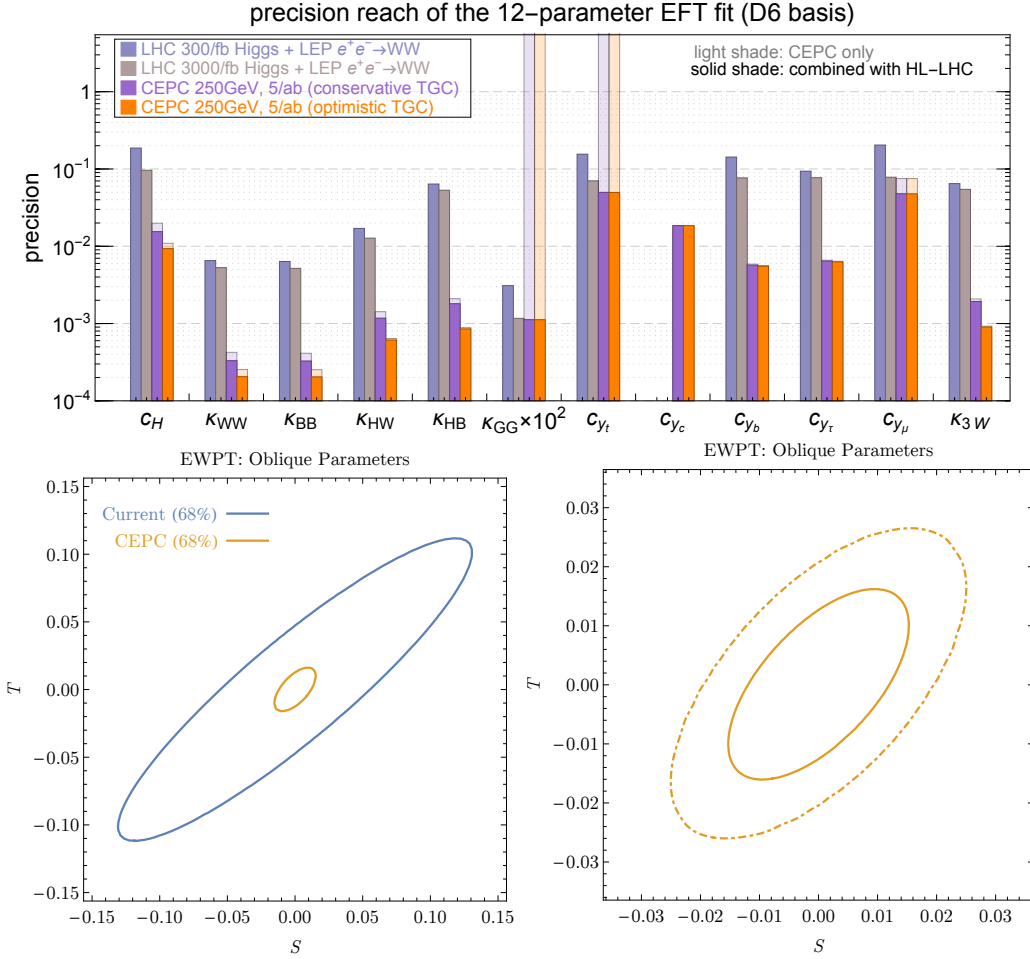 precision reach of the 12−parameter EFT fit (D6 basis)
LHC 300/fb Higgs + LEP e⁺e⁻→WW
LHC 3000/fb Higgs + LEP e⁺e⁻→WW
CEPC 250GeV, 5/ab (conservative TGC)
CEPC 250GeV, 5/ab (optimistic TGC)
light shade: CEPC only
solid shade: combined with HL−LHC
precision
1
10⁻¹
10⁻²
10⁻³
10⁻⁴
c_H κ_WW κ_BB κ_HW κ_HB κ_GG×10² c_y_t c_y_c c_y_b c_y_τ c_y_μ κ_3W
EWPT: Oblique Parameters
Current (68%)
CEPC (68%)
T
0.15
0.10
0.05
0.00
−0.05
−0.10
−0.15
−0.15 −0.10 −0.05 0.00 0.05 0.10 0.15
S
EWPT: Oblique Parameters
T
0.03
0.02
0.01
0.00
−0.01
−0.02
−0.03
−0.03 −0.02 −0.01 0.00 0.01 0.02 0.03
S